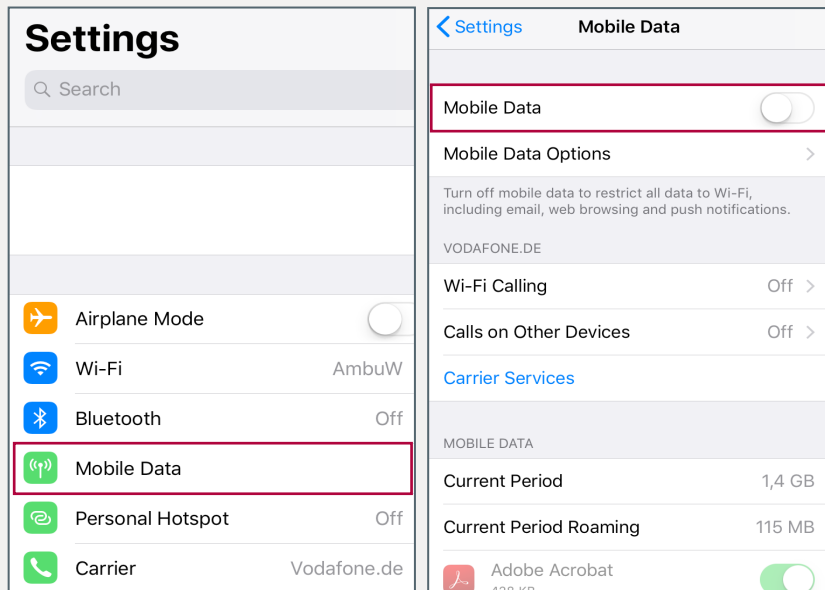 Settings
Search
Airplane Mode
Wi-Fi AmbuW
Bluetooth Off
Mobile Data
Personal Hotspot Off
Carrier Vodafone.de
Settings Mobile Data
Mobile Data
Mobile Data Options
Turn off mobile data to restrict all data to Wi-Fi,
including email, web browsing and push notifications.
VODAFONE.DE
Wi-Fi Calling Off
Calls on Other Devices Off
Carrier Services
MOBILE DATA
Current Period 1,4 GB
Current Period Roaming 115 MB
Adobe Acrobat